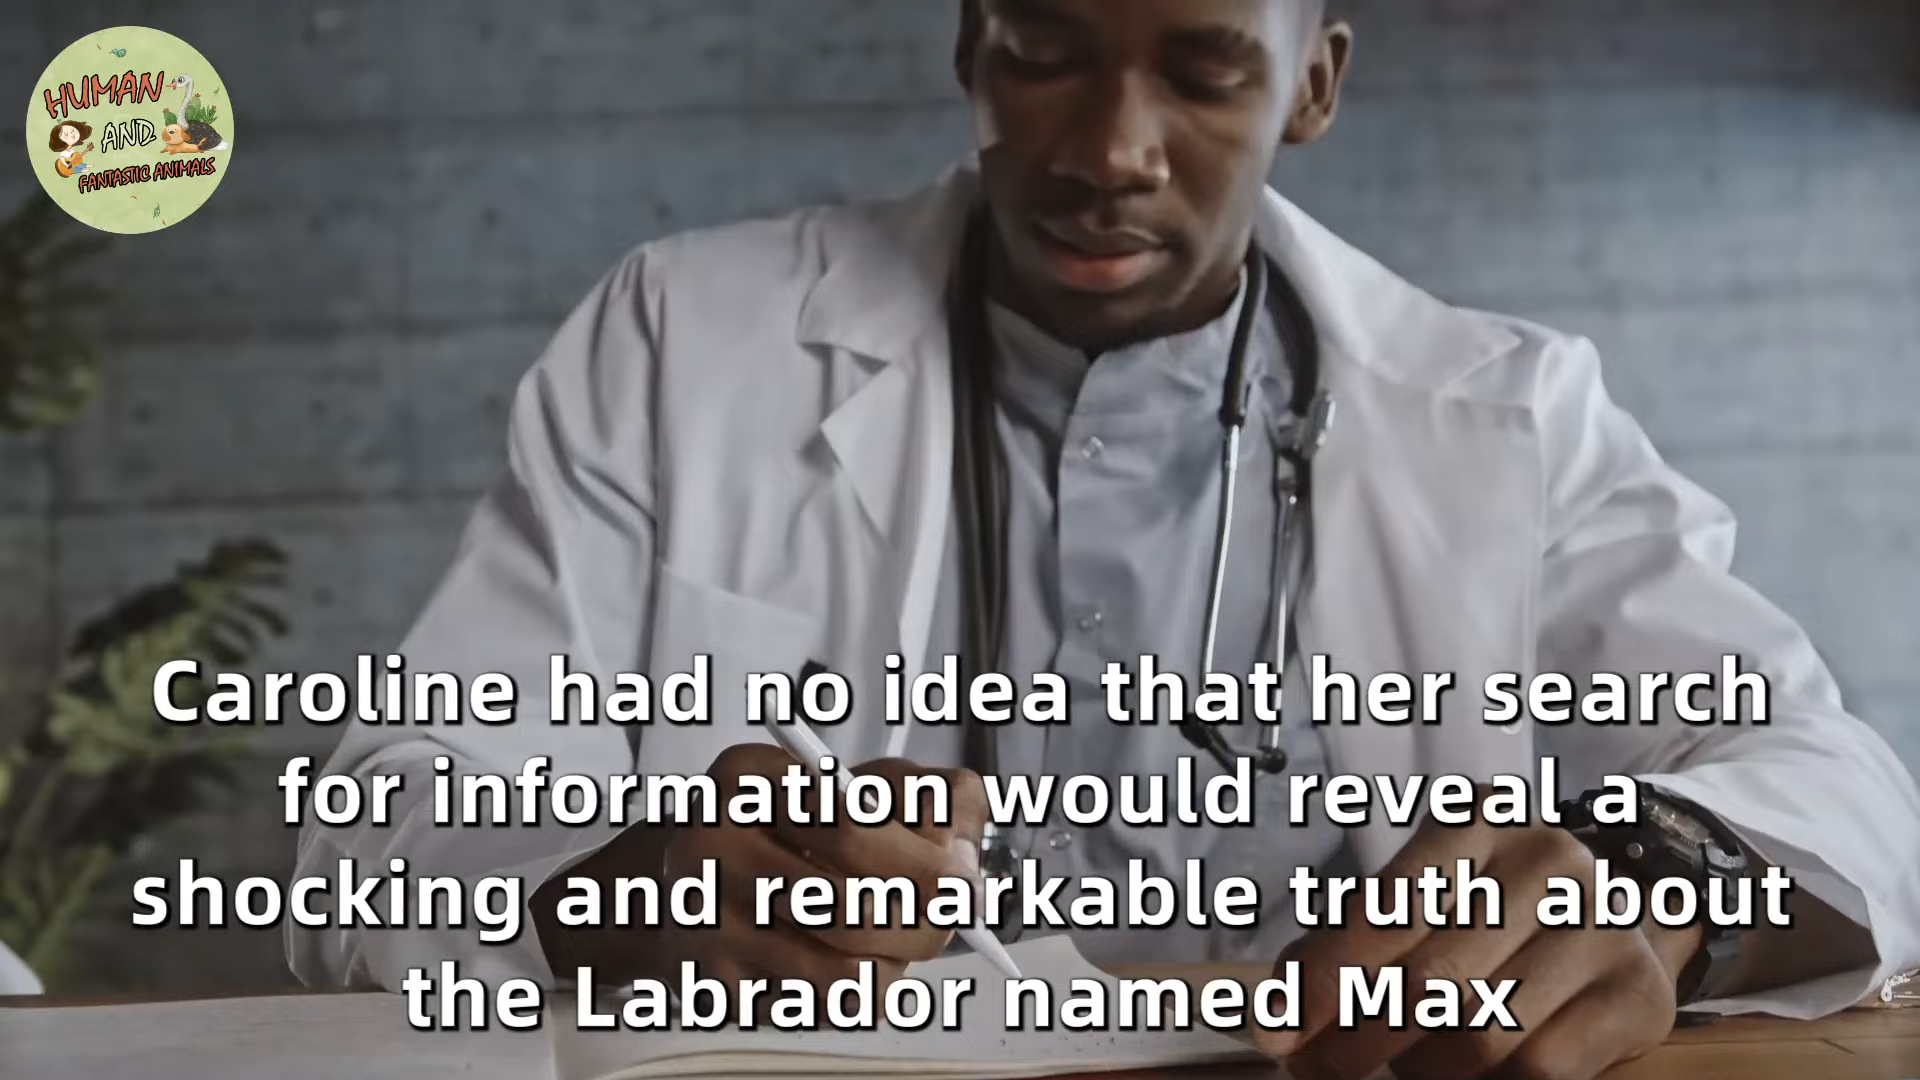 HUMAN
AND
FANTASTIC ANIMALS
Caroline had no idea that her search
for information would reveal a
shocking and remarkable truth about
the Labrador named Max